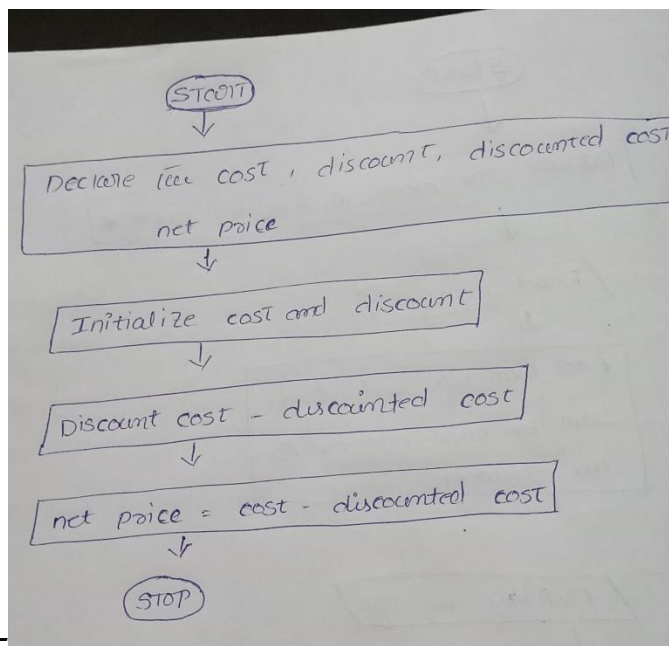 START
Declare cost, discount, discounted cost
net price
Initialize cost and discount
Discount cost - discounted cost
net price = cost - discounted cost
STOP